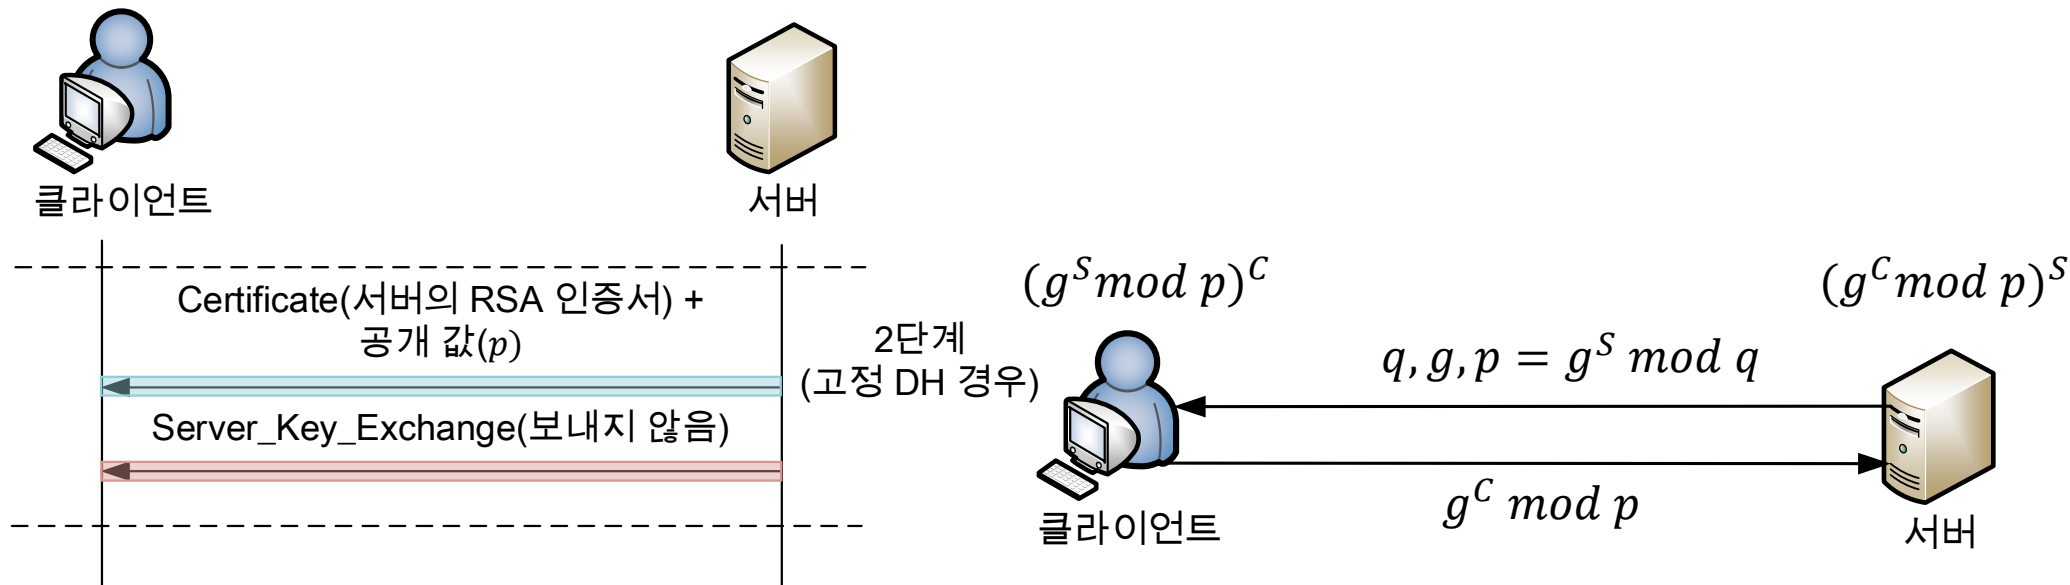 클라이언트
서버
Certificate(서버의 RSA 인증서) +
공개 값(p)
Server_Key_Exchange(보내지 않음)
2단계
(고정 DH 경우)
(g^S mod p)^C
(g^C mod p)^S
q, g, p = g^S mod q
g^C mod p
클라이언트
서버